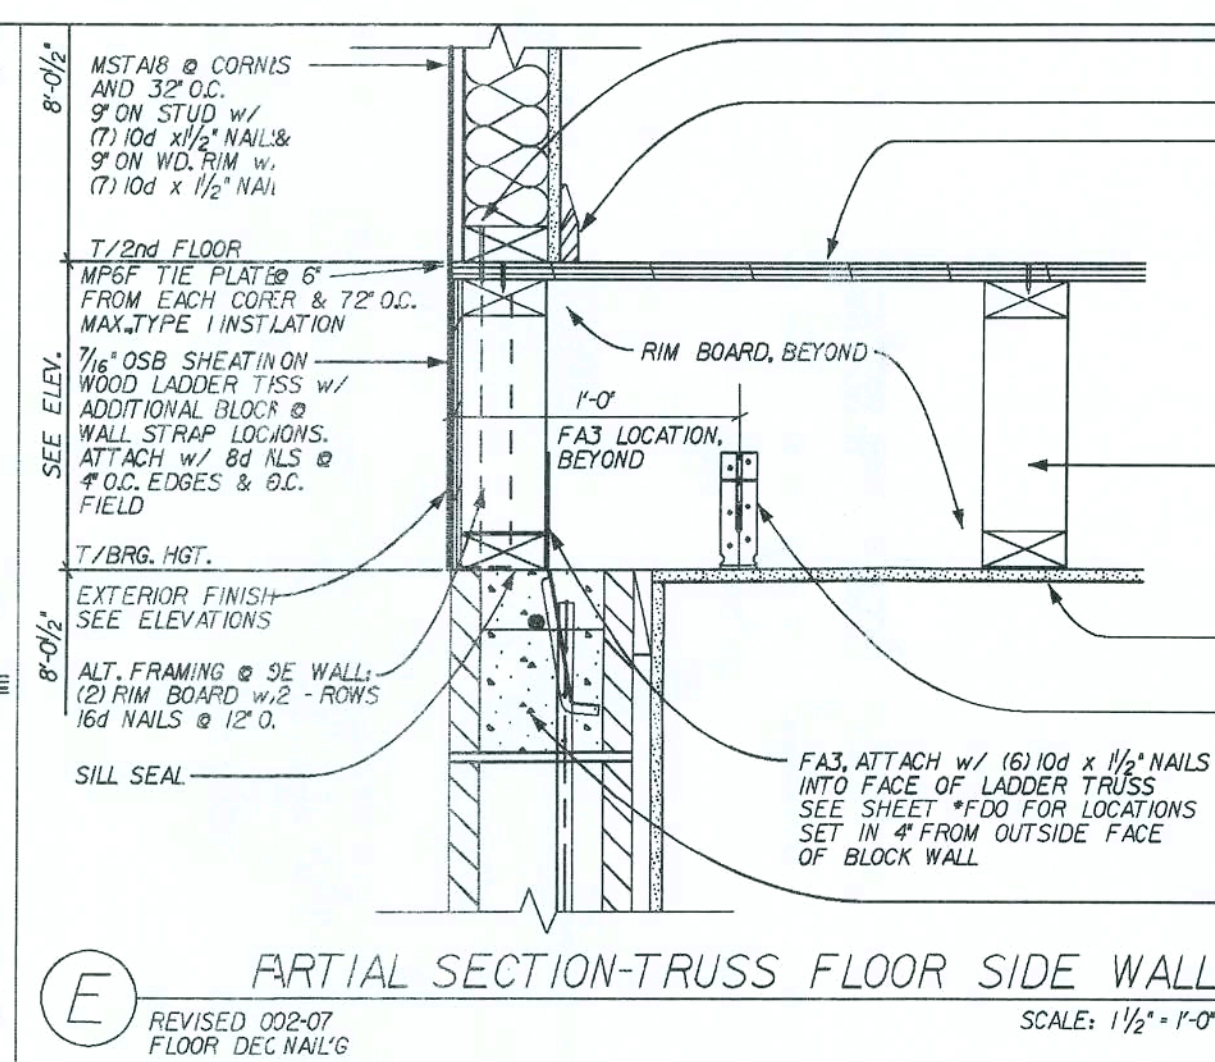 8'-0½"
MSTA18 @ CORNRS
AND 32" O.C.
9" ON STUD w/
(7) 10d x1½" NAILS &
9" ON WD. RIM w.
(7) 10d x 1½" NAIL
T/2nd FLOOR
MP6F TIE PLATE @ 6"
FROM EACH CORER & 72" O.C.
MAX, TYPE 1 INSTLATION
SEE ELEV.
7/16" OSB SHEATIN ON
WOOD LADDER TSS w/
ADDITIONAL BLOCK @
WALL STRAP LOCIONS.
ATTACH w/ 8d NLS @
4" O.C. EDGES & O.C.
FIELD
T/BRG. HGT.
8'-0½"
EXTERIOR FINISH
SEE ELEVATIONS
ALT. FRAMING @ WALL:
(2) RIM BOARD w, 2 - ROWS
16d NAILS @ 12" O.
SILL SEAL
RIM BOARD, BEYOND
1'-0"
FA3 LOCATION,
BEYOND
FA3, ATTACH w/ (6) 10d x 1½" NAILS
INTO FACE OF LADDER TRUSS
SEE SHEET *FDO FOR LOCATIONS
SET IN 4" FROM OUTSIDE FACE
OF BLOCK WALL
E
PARTIAL SECTION-TRUSS FLOOR SIDE WALL
REVISED 002-07
FLOOR DEC NAIL'G
SCALE: 1½" = 1'-0"